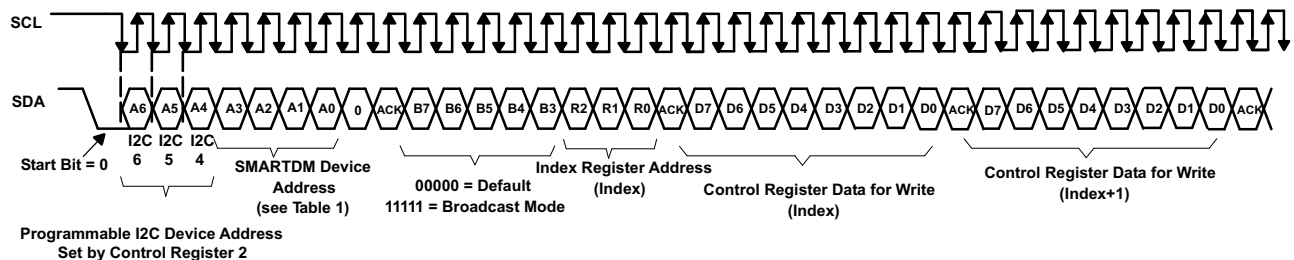 SCL
SDA
A6 A5 A4 A3 A2 A1 A0 0 ACK B7 B6 B5 B4 B3 R2 R1 R0 ACK D7 D6 D5 D4 D3 D2 D1 D0 ACK D7 D6 D5 D4 D3 D2 D1 D0 ACK
Start Bit = 0
I2C I2C I2C
6 5 4
SMARTDM Device
Address
(see Table 1)
00000 = Default
11111 = Broadcast Mode
Index Register Address
(Index)
Control Register Data for Write
(Index)
Control Register Data for Write
(Index+1)
Programmable I2C Device Address
Set by Control Register 2